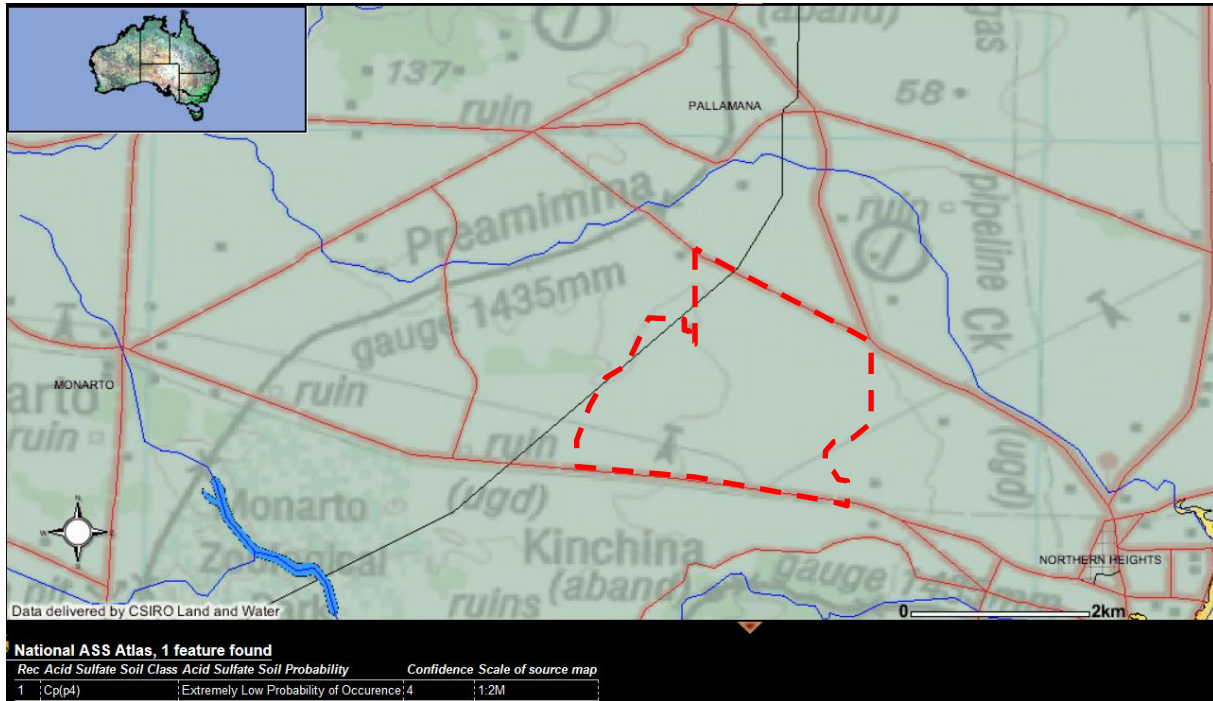 (aband)
gas
137
58
ruin
PALLAMANA
Preamimma
ruin
pipeline CK
gauge 1435mm
MONARTO
ruin
arto
ruin
ruin
(ugd)
Monarto
(ugd)
N
W
S
Zoological
Kinchina
(aband)
ruins
gauge
NORTHERN HEIGHTS
Data delivered by CSIRO Land and Water
0 2km
National ASS Atlas, 1 feature found
Rec Acid Sulfate Soil Class Acid Sulfate Soil Probability Confidence Scale of source map
1 Cp(p4) Extremely Low Probability of Occurence 4 1:2M